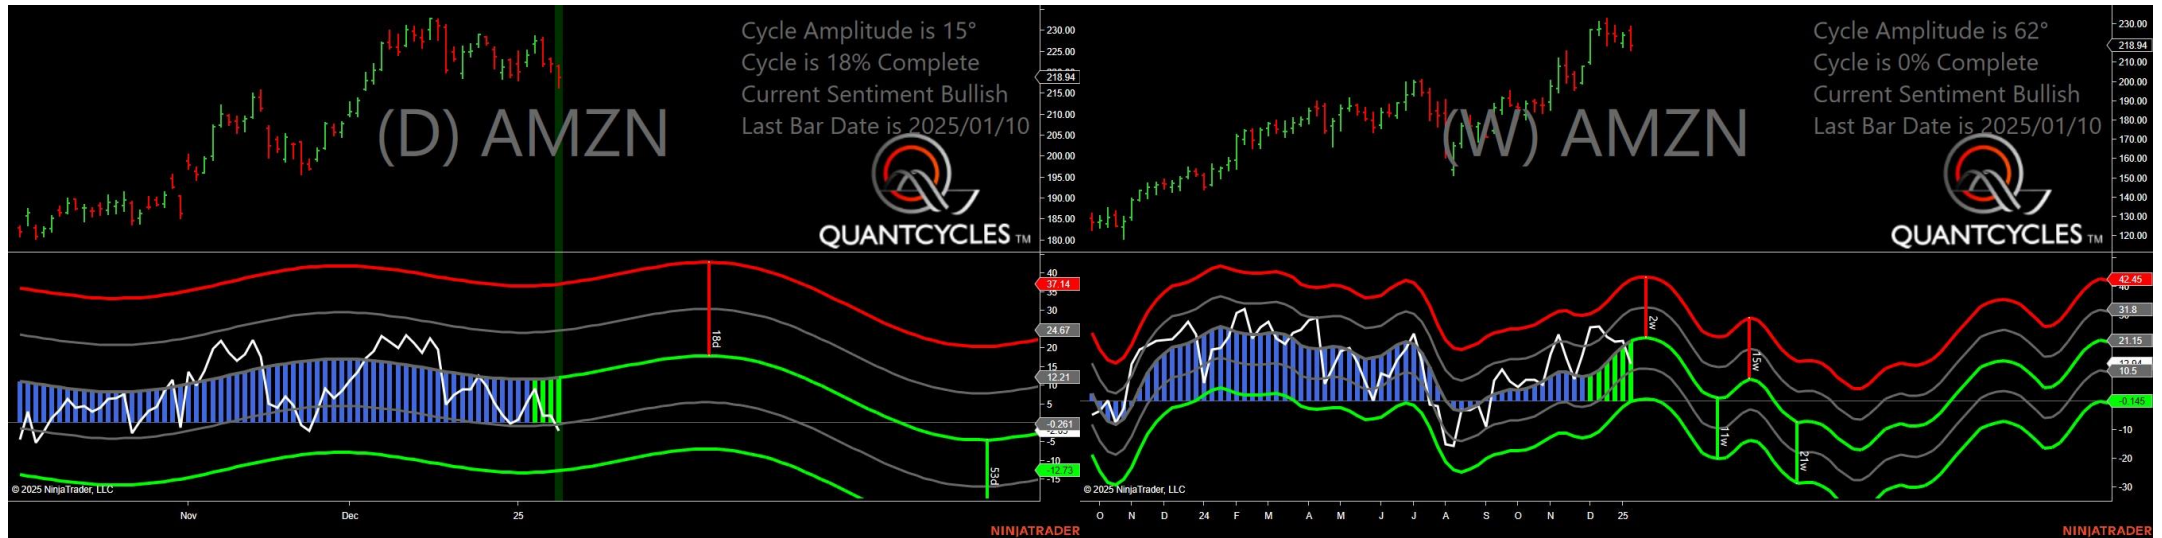 Cycle Amplitude is 15°
Cycle is 18% Complete
Current Sentiment Bullish
Last Bar Date is 2025/01/10
(D) AMZN
QUANTCYCLES TM
230.00
225.00
218.94
215.00
210.00
205.00
200.00
195.00
190.00
185.00
180.00
40
37.14
35
30
24.67
20
15
12.21
10
5
-0.261
-5
-10
-12.73
-15
18d
53d
© 2025 NinjaTrader, LLC
Nov
Dec
25
NINJATRADER
Cycle Amplitude is 62°
Cycle is 0% Complete
Current Sentiment Bullish
Last Bar Date is 2025/01/10
(W) AMZN
QUANTCYCLES TM
230.00
218.94
210.00
200.00
190.00
180.00
170.00
160.00
150.00
140.00
130.00
120.00
42.45
40
31.8
21.15
10.5
-0.145
-10
-20
-30
2w
15w
11w
21w
© 2025 NinjaTrader, LLC
O N D 24 F M A M J J A S O N D 25
NINJATRADER